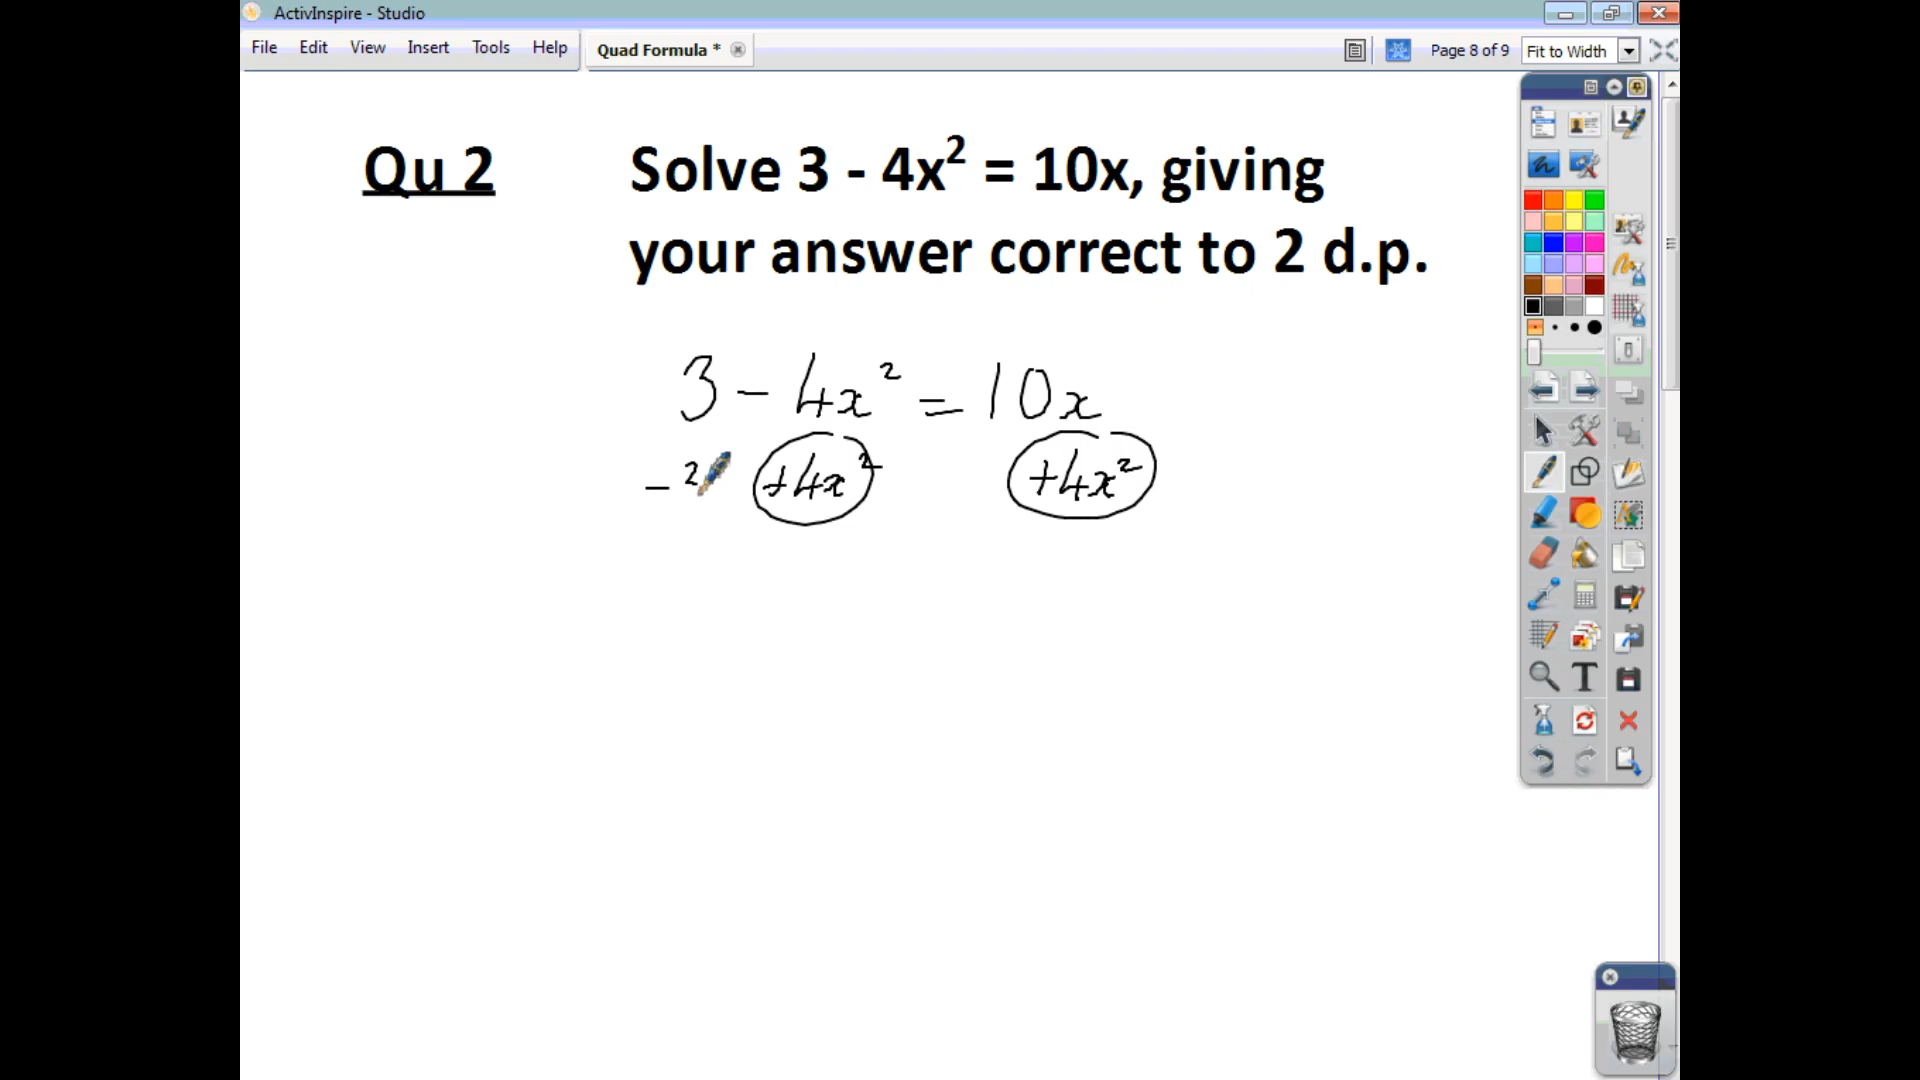 ActivInspire - Studio
File Edit View Insert Tools Help
Quad Formula *
Page 8 of 9
Fit to Width
Qu 2
Solve 3 - 4x² = 10x, giving
your answer correct to 2 d.p.
3 - 4x² = 10x
- +4x² +4x²
T